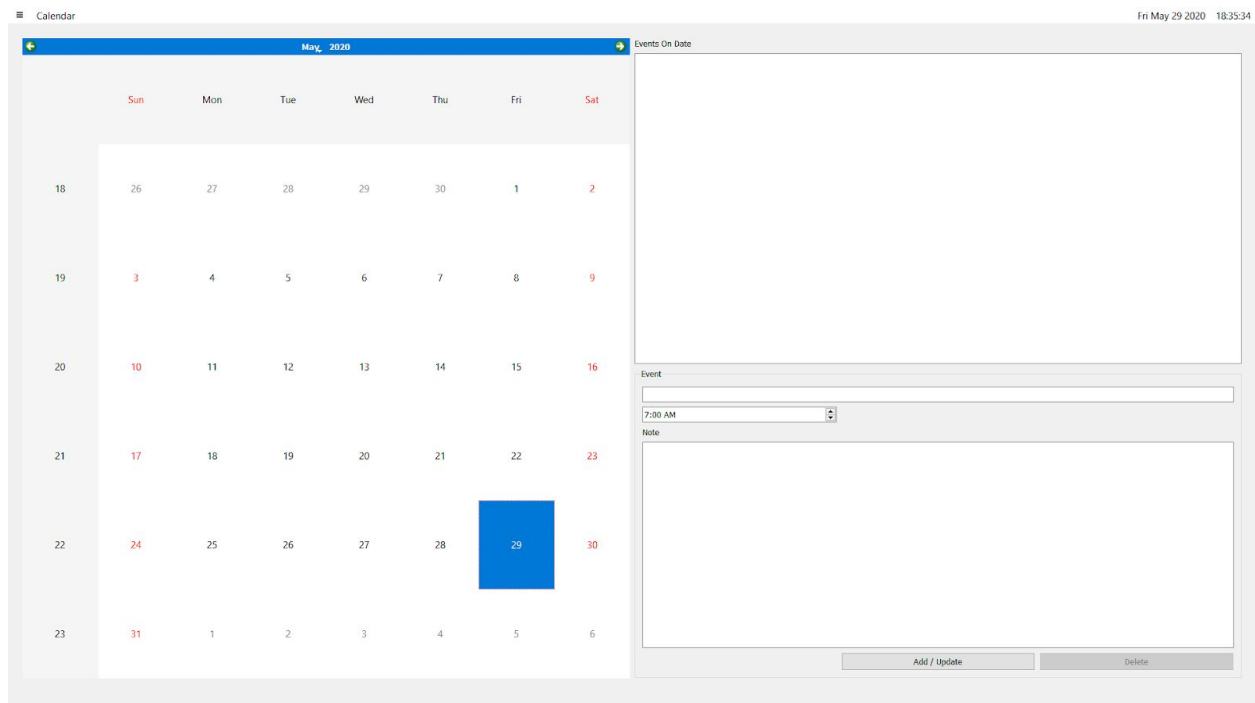 ≡ Calendar Fri May 29 2020 18:35:34
May, 2020
Sun Mon Tue Wed Thu Fri Sat
18 26 27 28 29 30 1 2
19 3 4 5 6 7 8 9
20 10 11 12 13 14 15 16
21 17 18 19 20 21 22 23
22 24 25 26 27 28 29 30
23 31 1 2 3 4 5 6
Events On Date
Event
7:00 AM
Note
Add / Update Delete